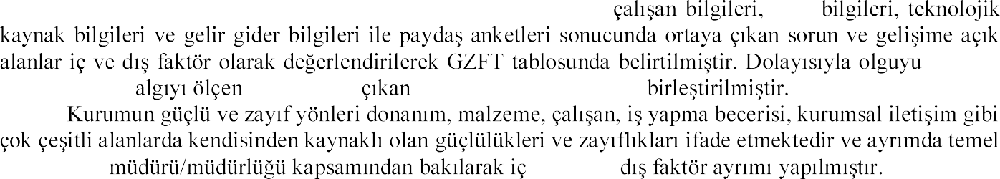 çalışan bilgileri, bilgileri, teknolojik
kaynak bilgileri ve gelir gider bilgileri ile paydaş anketleri sonucunda ortaya çıkan sorun ve gelişime açık
alanlar iç ve dış faktör olarak değerlendirilerek GZFT tablosunda belirtilmiştir. Dolayısıyla olguyu
algıyı ölçen çıkan birleştirilmiştir.
Kurumun güçlü ve zayıf yönleri donanım, malzeme, çalışan, iş yapma becerisi, kurumsal iletişim gibi
çok çeşitli alanlarda kendisinden kaynaklı olan güçlülükleri ve zayıflıkları ifade etmektedir ve ayrımda temel
müdürü/müdürlüğü kapsamından bakılarak iç dış faktör ayrımı yapılmıştır.